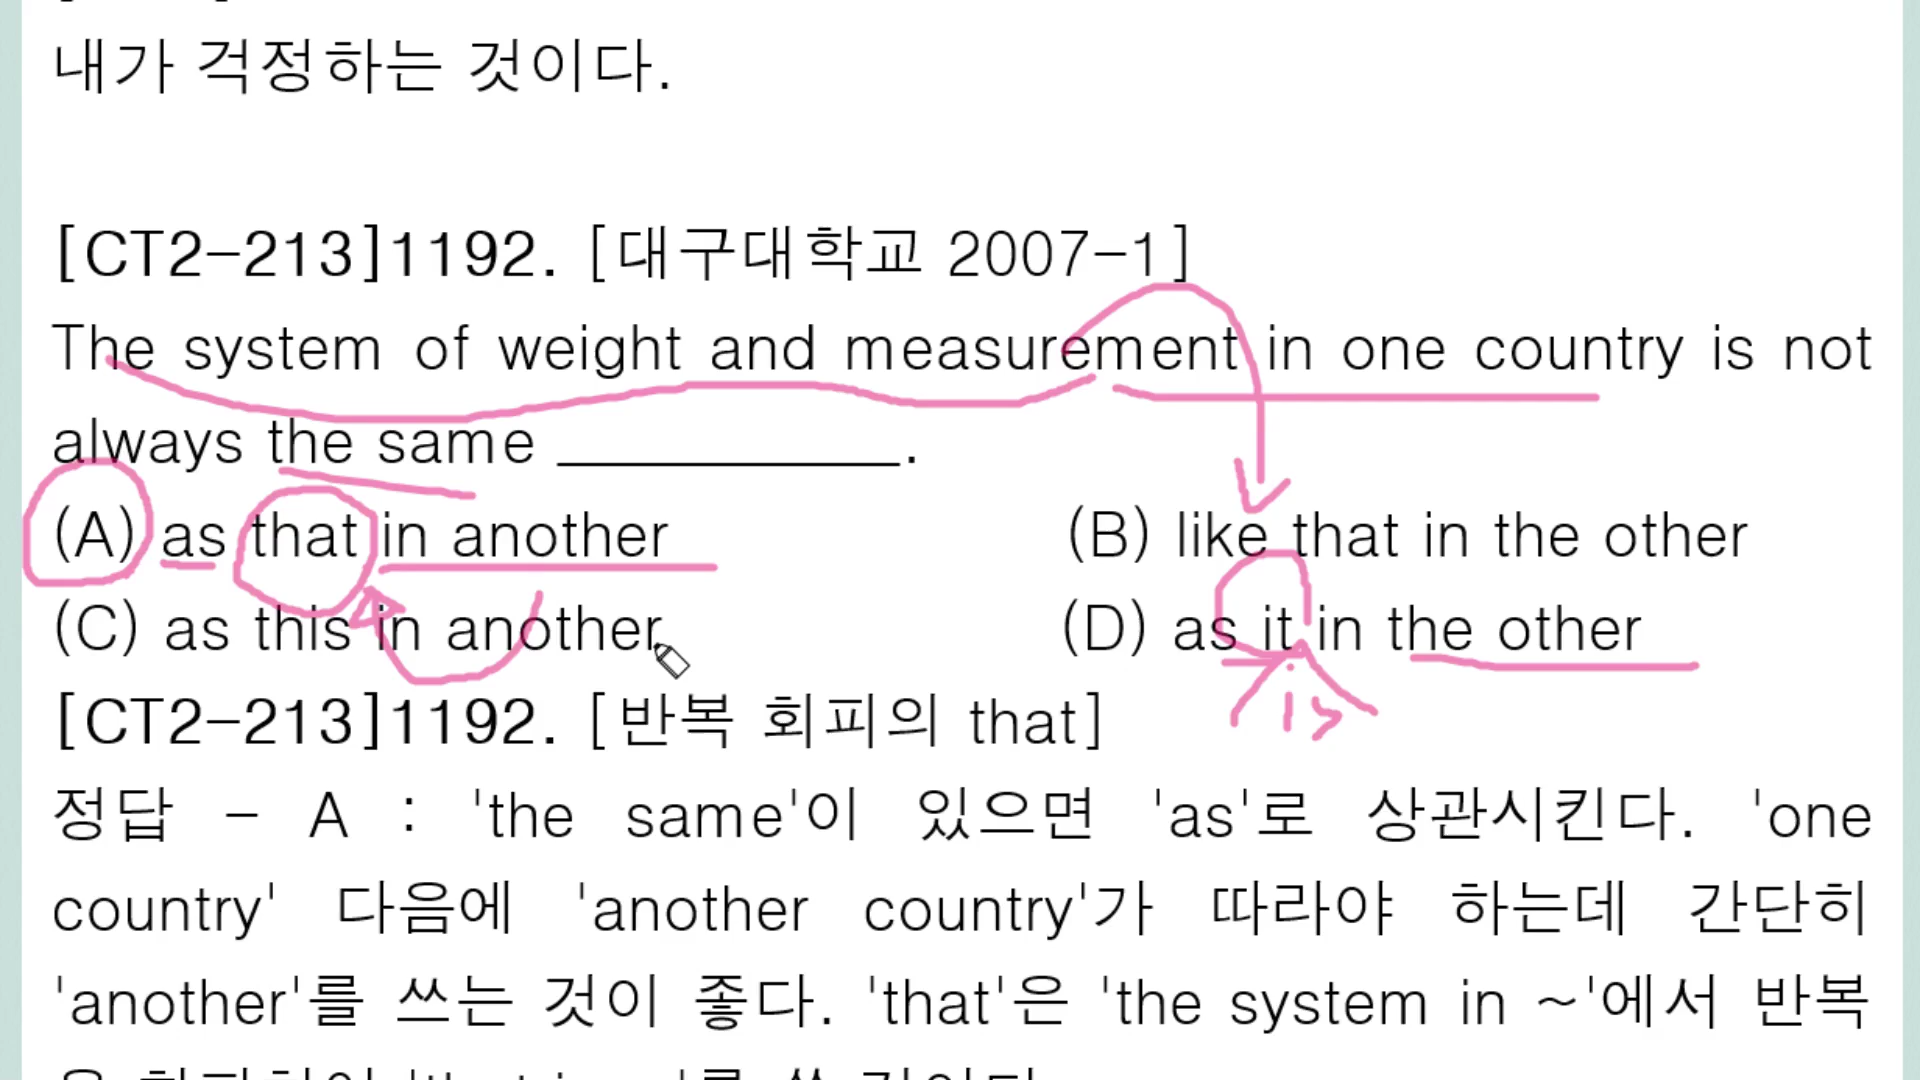 내가 걱정하는 것이다.
[CT2-213]1192. [대구대학교 2007-1]
The system of weight and measurement in one country is not
always the same ____________.
(A) as that in another (B) like that in the other
(C) as this in another (D) as it in the other
is
[CT2-213]1192. [반복 회피의 that]
정답 - A : 'the same'이 있으면 'as'로 상관시킨다. 'one
country' 다음에 'another country'가 따라야 하는데 간단히
'another'를 쓰는 것이 좋다. 'that'은 'the system in ~'에서 반복